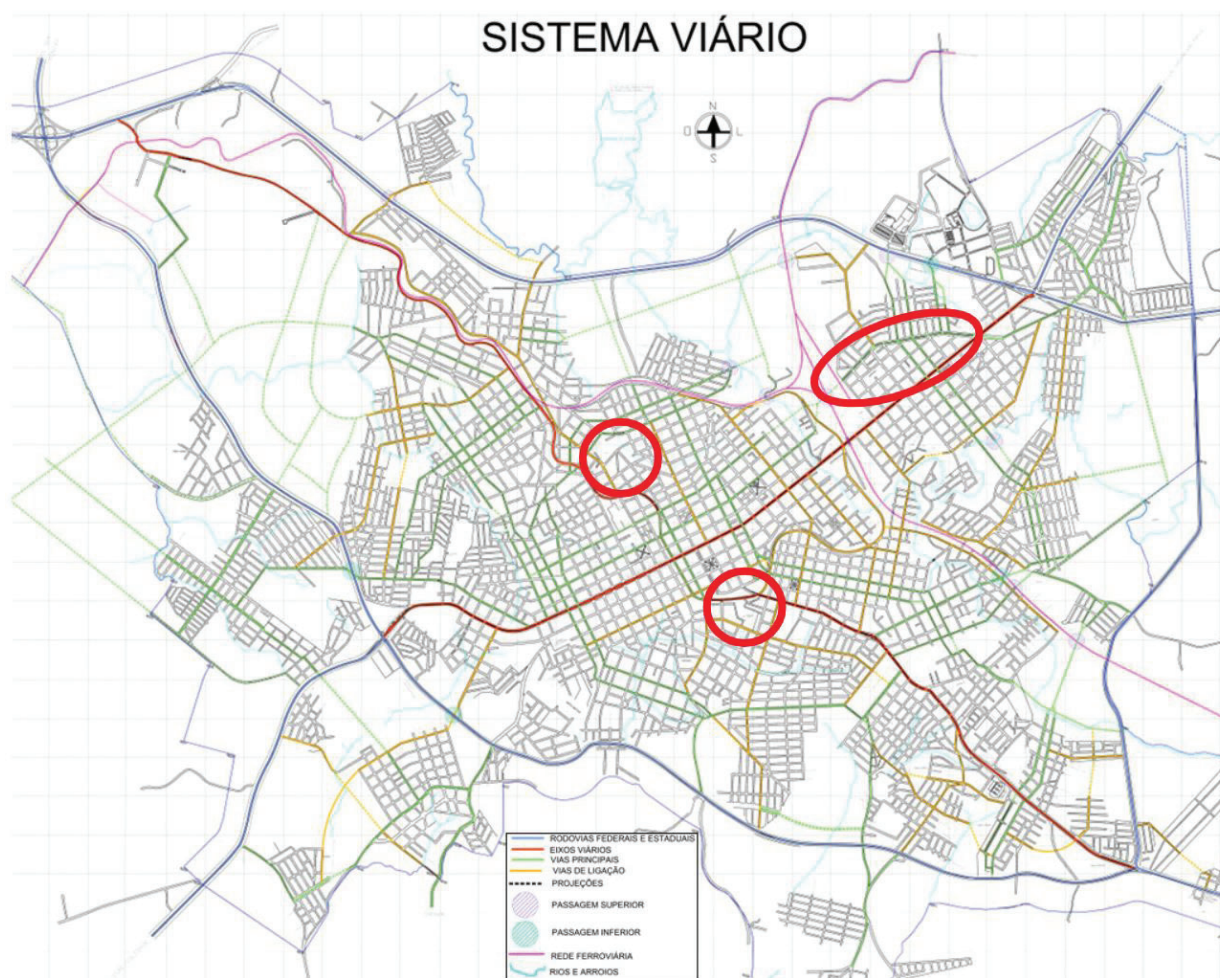 SISTEMA VIÁRIO
N
O L
S
RODOVIAS FEDERAIS E ESTADUAIS
EIXOS VIÁRIOS
VIAS PRINCIPAIS
VIAS DE LIGAÇÃO
PROJEÇÕES
PASSAGEM SUPERIOR
PASSAGEM INFERIOR
REDE FERROVIÁRIA
RIOS E ARROIOS